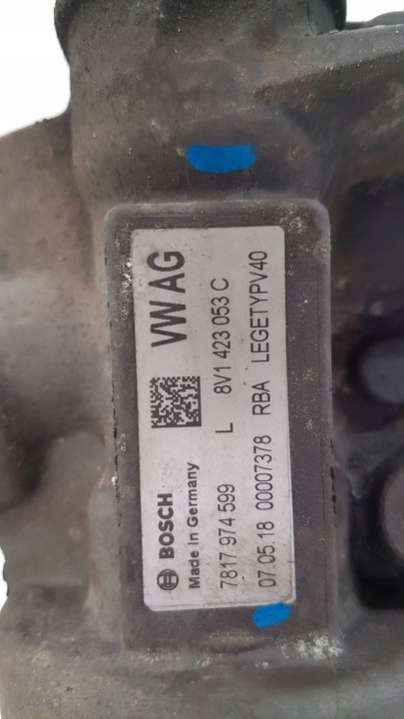 VW AG
BOSCH
Made in Germany
8V1 423 053 C
7817 974 599 L
07.05.18 00007378 RBA LEGETYPV40